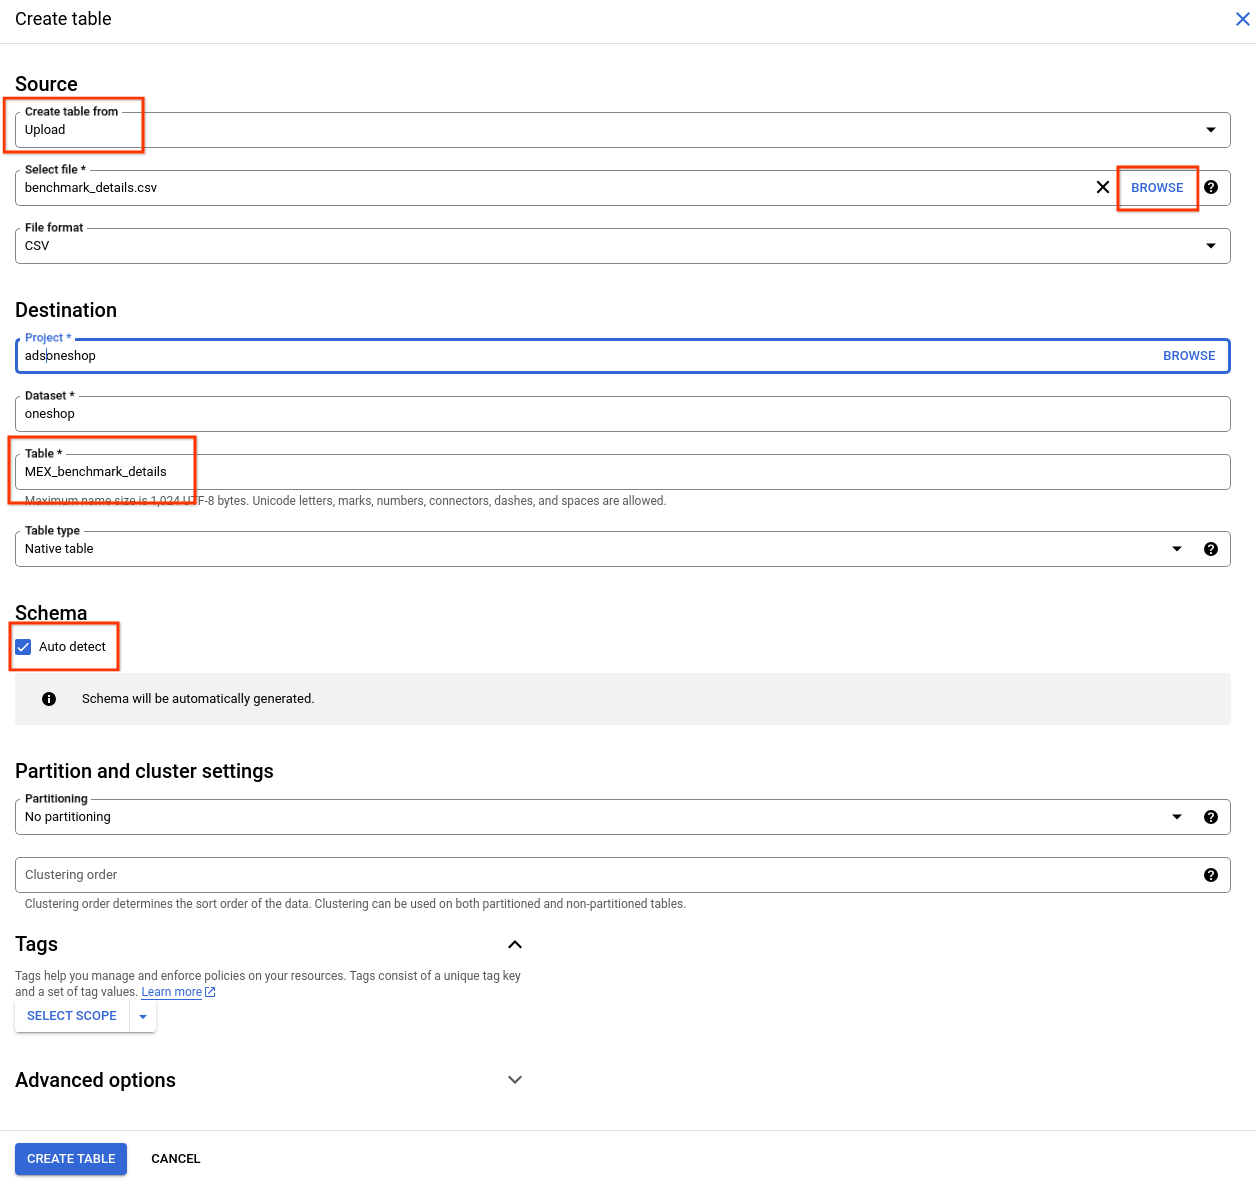 Create table
Source
Create table from
Upload
Select file *
benchmark_details.csv
BROWSE
File format
CSV
Destination
Project *
adsoneshop
BROWSE
Dataset *
oneshop
Table *
MEX_benchmark_details
Maximum name size is 1,024 UTF-8 bytes. Unicode letters, marks, numbers, connectors, dashes, and spaces are allowed.
Table type
Native table
Schema
Auto detect
Schema will be automatically generated.
Partition and cluster settings
Partitioning
No partitioning
Clustering order
Clustering order determines the sort order of the data. Clustering can be used on both partitioned and non-partitioned tables.
Tags
Tags help you manage and enforce policies on your resources. Tags consist of a unique tag key
and a set of tag values. Learn more
SELECT SCOPE
Advanced options
CREATE TABLE CANCEL